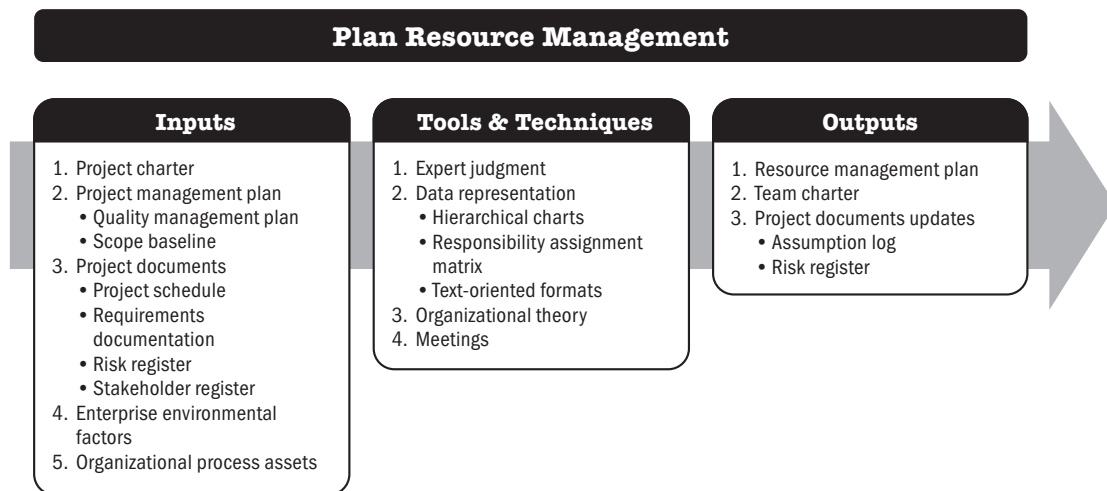 Plan Resource Management
Inputs
1. Project charter
2. Project management plan
• Quality management plan
• Scope baseline
3. Project documents
• Project schedule
• Requirements
documentation
• Risk register
• Stakeholder register
4. Enterprise environmental
factors
5. Organizational process assets
Tools & Techniques
1. Expert judgment
2. Data representation
• Hierarchical charts
• Responsibility assignment
matrix
• Text-oriented formats
3. Organizational theory
4. Meetings
Outputs
1. Resource management plan
2. Team charter
3. Project documents updates
• Assumption log
• Risk register